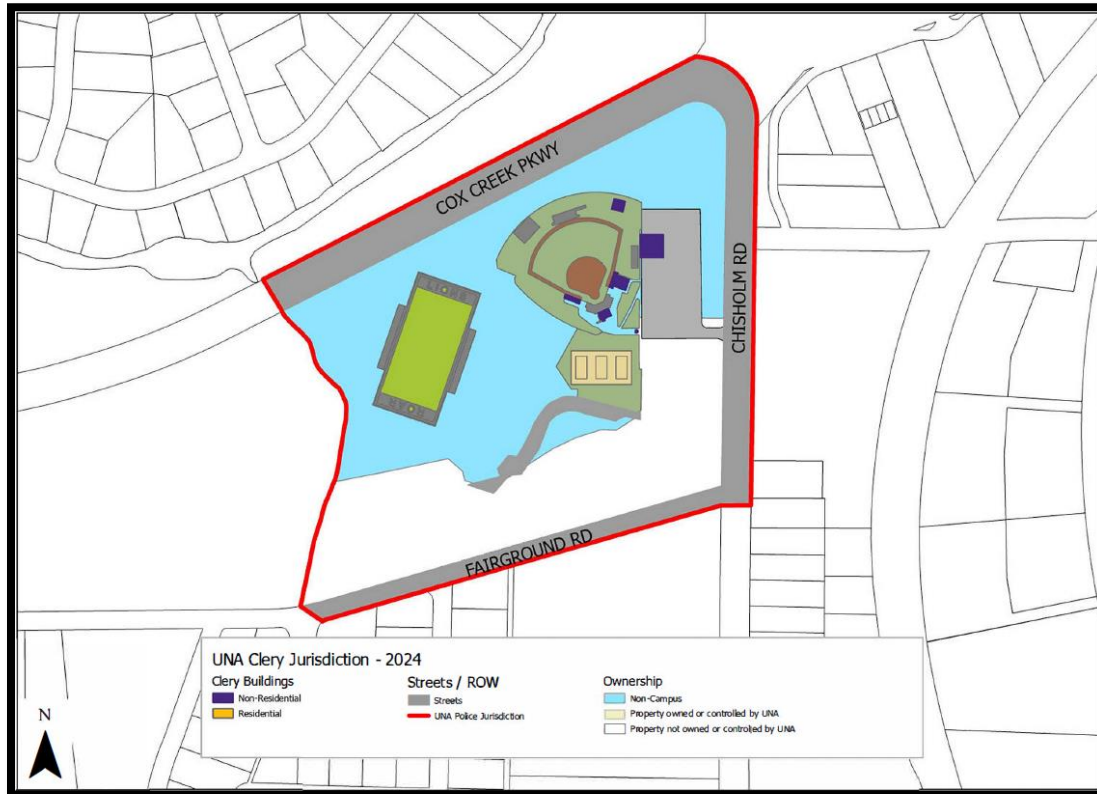 COX CREEK PKWY
CHISHOLM RD
LIONS
FAIRGROUND RD
UNA Clery Jurisdiction - 2024
Clery Buildings
Non-Residential
Residential
Streets / ROW
Streets
UNA Police Jurisdiction
Ownership
Non-Campus
Property owned or controlled by UNA
Property not owned or controlled by UNA
N